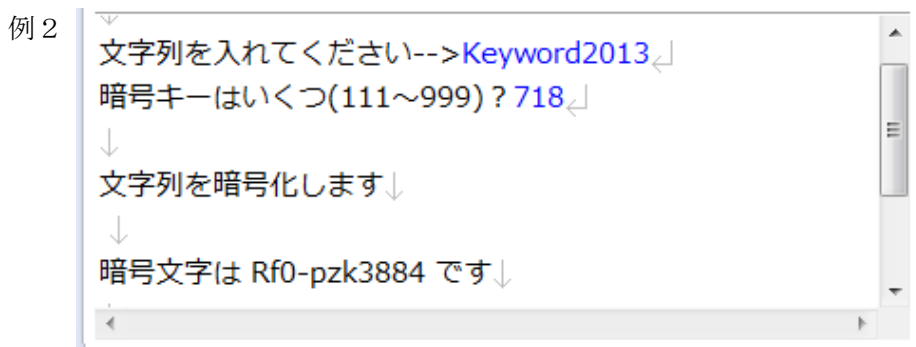 例2
文字列を入れてください-->Keyword2013↵
暗号キーはいくつ(111～999)？718↵
↓
文字列を暗号化します↓
↓
暗号文字は Rf0-pzk3884 です↓